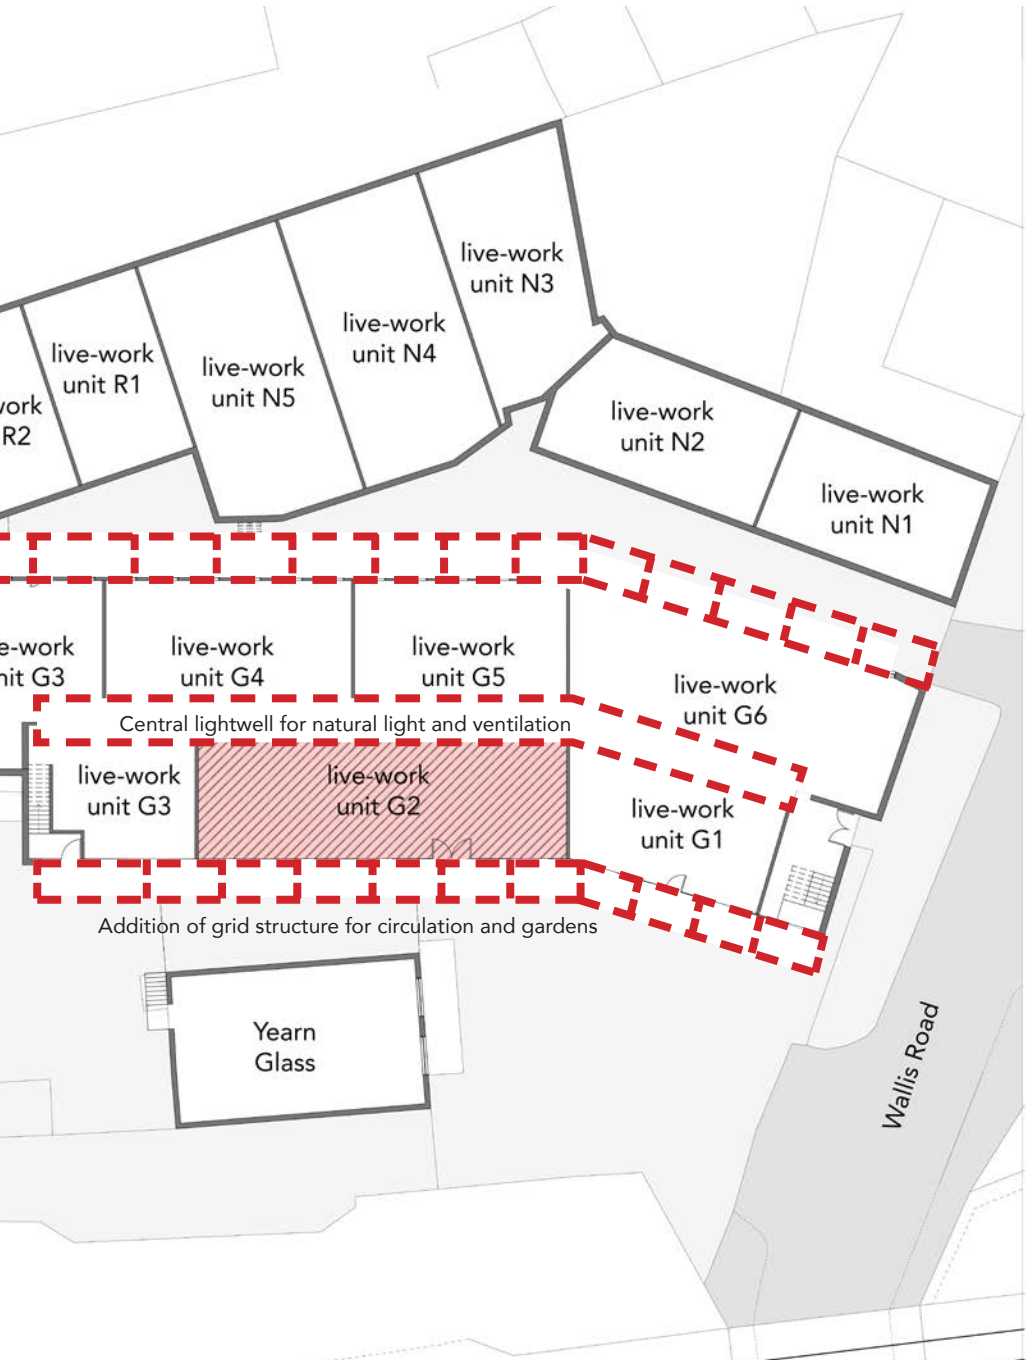 live-work
unit N3
live-work
unit N4
live-work
unit R1
live-work
unit N5
work
R2
live-work
unit N2
live-work
unit N1
e-work
nit G3
live-work
unit G4
live-work
unit G5
live-work
unit G6
Central lightwell for natural light and ventilation
live-work
unit G3
live-work
unit G2
live-work
unit G1
Addition of grid structure for circulation and gardens
Yearn
Glass
Wallis Road